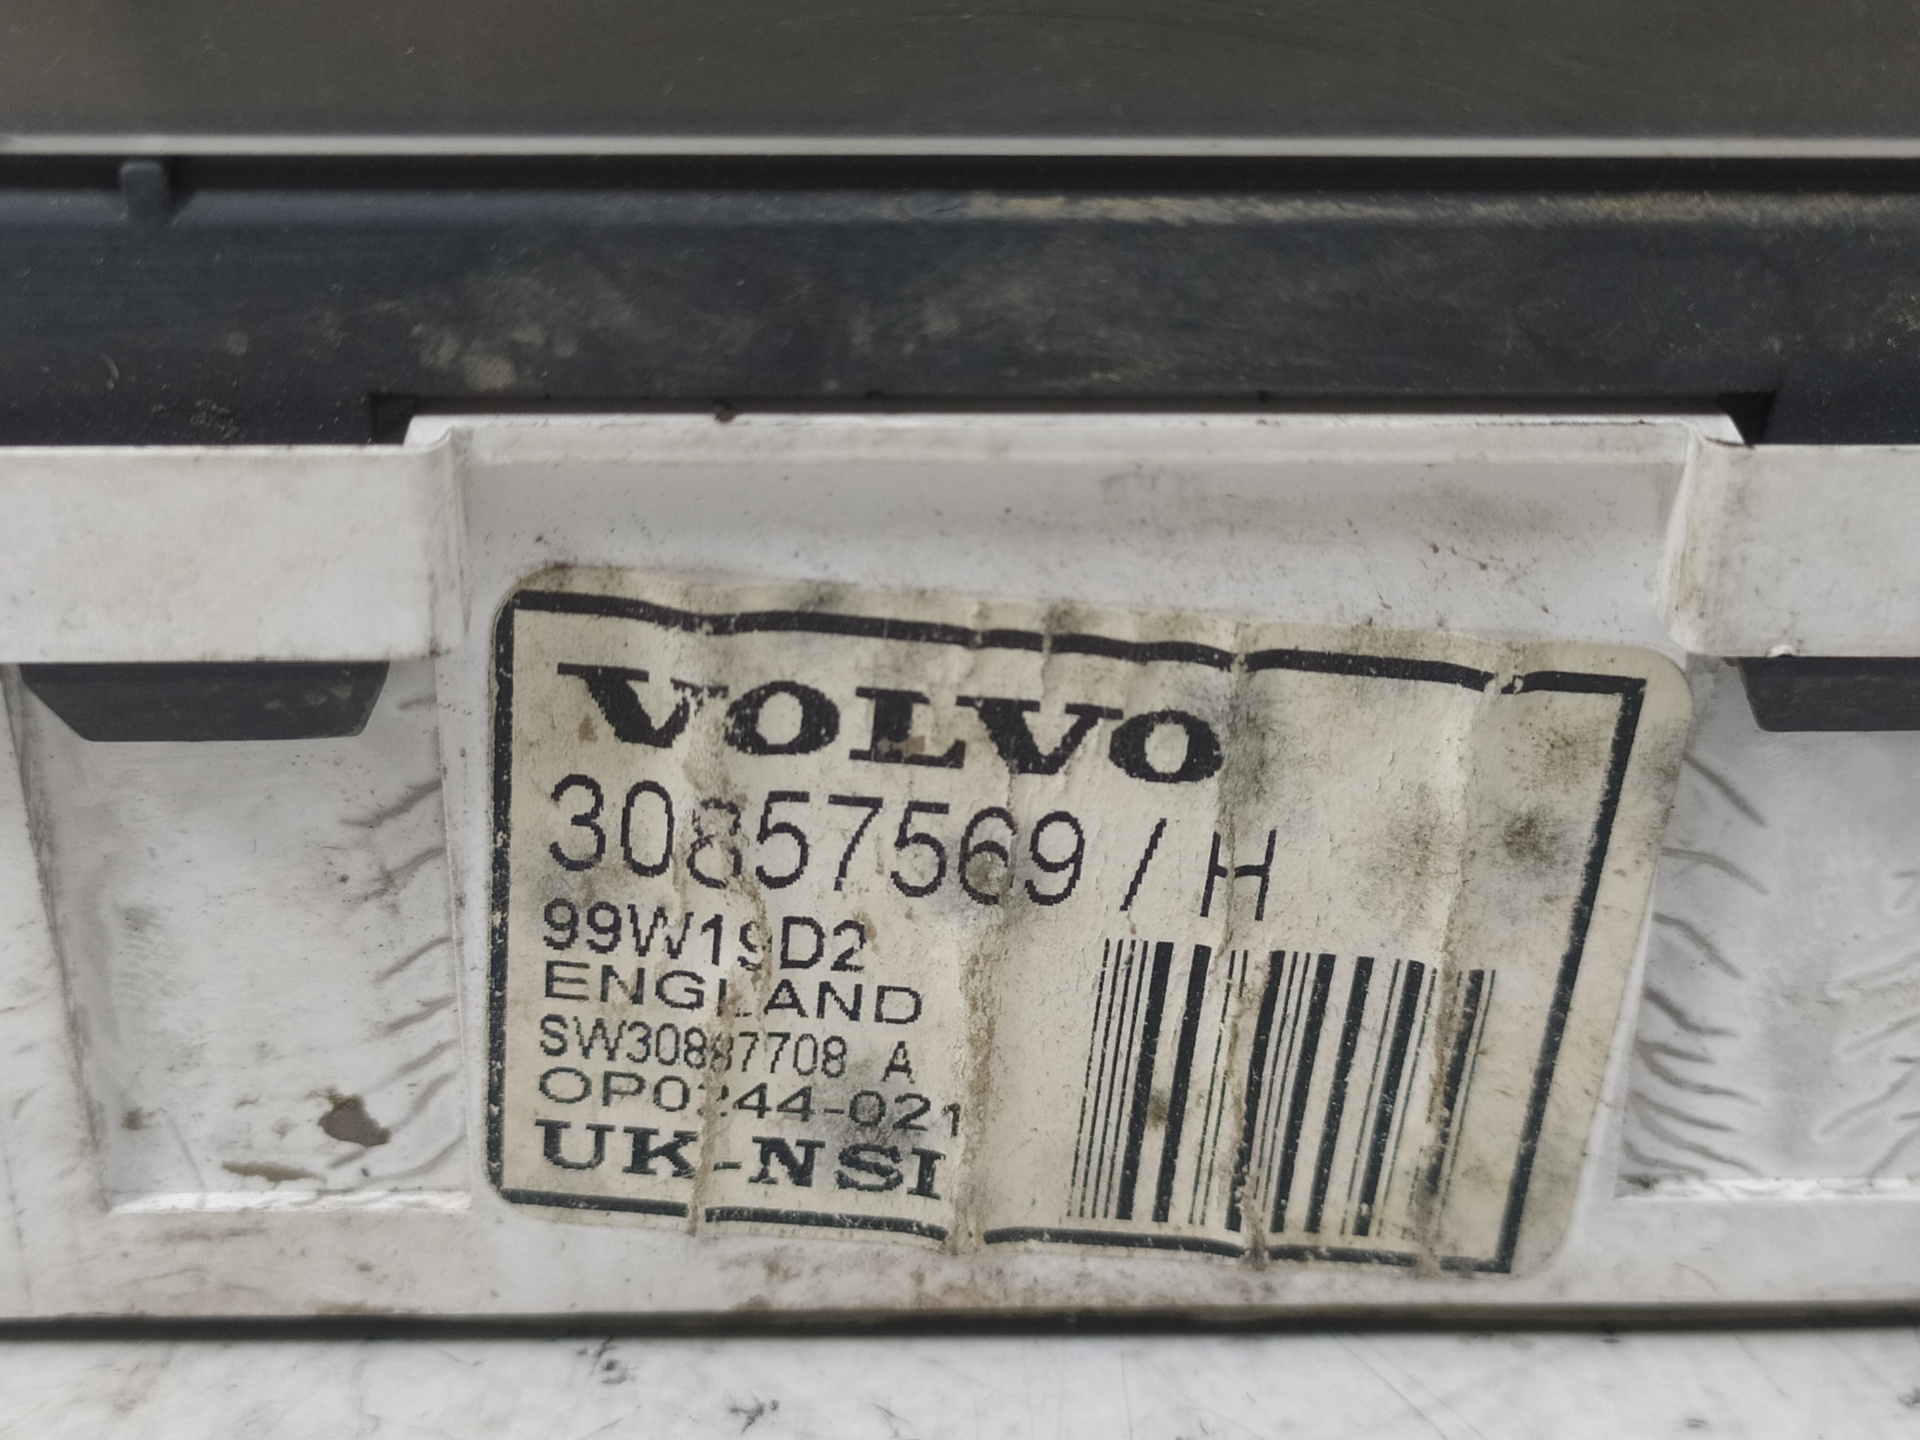 VOLVO
30857569 / H
99W19D2
ENGLAND
SW30887708 A
OP0244-021
UK-NSI